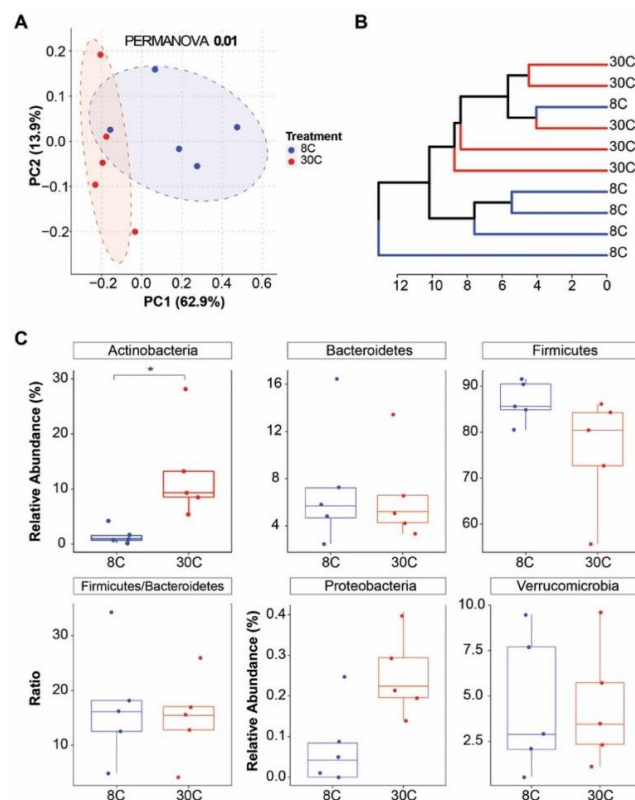 A
PERMANOVA 0.01
0.2
0.1
0.0
−0.1
−0.2
PC2 (13.9%)
−0.2 0.0 0.2 0.4 0.6
PC1 (62.9%)
Treatment
8C
30C
B
30C
30C
8C
30C
30C
30C
8C
8C
8C
8C
12 10 8 6 4 2 0
C
Actinobacteria
Relative Abundance (%)
30
20
10
0
8C 30C
*
Bacteroidetes
16
12
8
4
8C 30C
Firmicutes
90
80
70
60
8C 30C
Firmicutes/Bacteroidetes
Ratio
30
20
10
8C 30C
Proteobacteria
Relative Abundance (%)
0.4
0.3
0.2
0.1
0.0
8C 30C
Verrucomicrobia
10.0
7.5
5.0
2.5
8C 30C